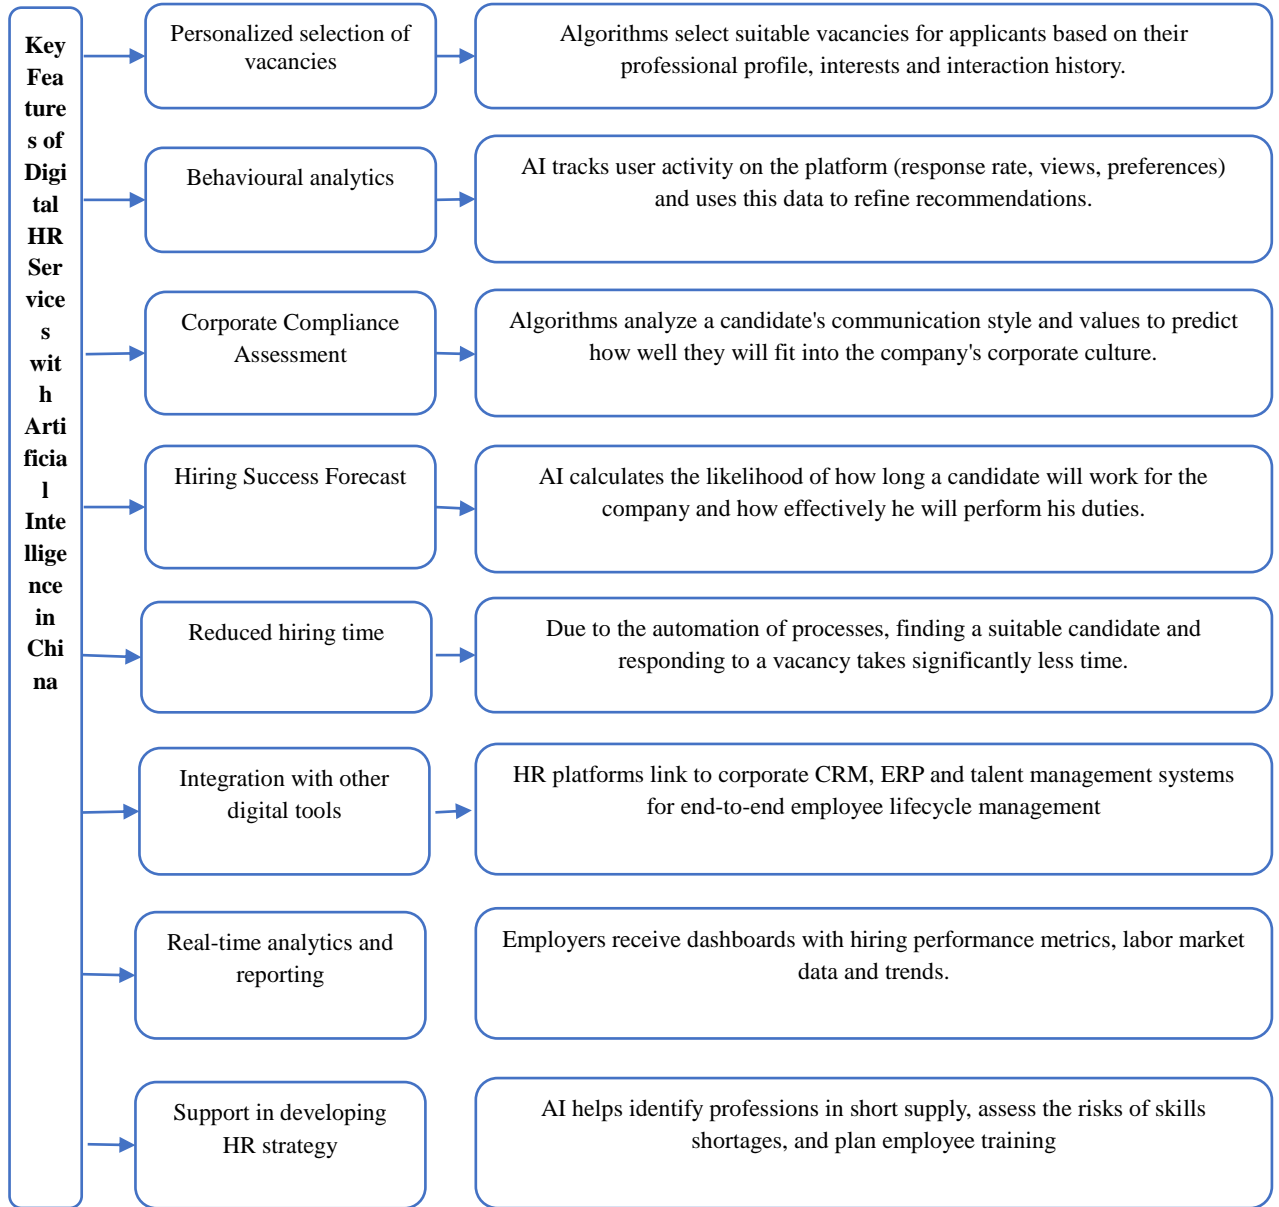 Key
Fea
ture
s of
Digi
tal
HR
Ser
vice
s
wit
h
Arti
ficia
l
Inte
llige
nce
in
Chi
na
Personalized selection of
vacancies
Algorithms select suitable vacancies for applicants based on their
professional profile, interests and interaction history.
Behavioural analytics
AI tracks user activity on the platform (response rate, views, preferences)
and uses this data to refine recommendations.
Corporate Compliance
Assessment
Algorithms analyze a candidate's communication style and values to predict
how well they will fit into the company's corporate culture.
Hiring Success Forecast
AI calculates the likelihood of how long a candidate will work for the
company and how effectively he will perform his duties.
Reduced hiring time
Due to the automation of processes, finding a suitable candidate and
responding to a vacancy takes significantly less time.
Integration with other
digital tools
HR platforms link to corporate CRM, ERP and talent management systems
for end-to-end employee lifecycle management
Real-time analytics and
reporting
Employers receive dashboards with hiring performance metrics, labor market
data and trends.
Support in developing
HR strategy
AI helps identify professions in short supply, assess the risks of skills
shortages, and plan employee training